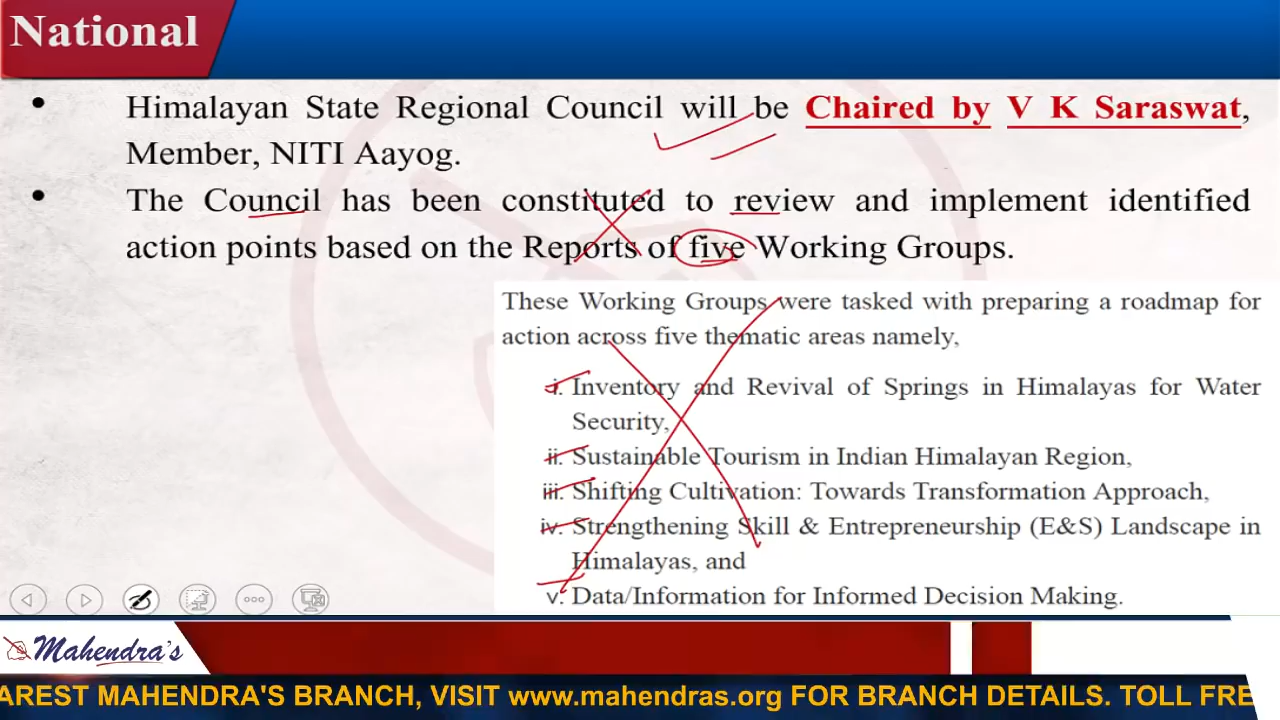 National
• Himalayan State Regional Council will be Chaired by V K Saraswat,
Member, NITI Aayog.
• The Council has been constituted to review and implement identified
action points based on the Reports of five Working Groups.
These Working Groups were tasked with preparing a roadmap for
action across five thematic areas namely,
i. Inventory and Revival of Springs in Himalayas for Water
Security,
ii. Sustainable Tourism in Indian Himalayan Region,
iii. Shifting Cultivation: Towards Transformation Approach,
iv. Strengthening Skill & Entrepreneurship (E&S) Landscape in
Himalayas, and
v. Data/Information for Informed Decision Making.
Mahendra's
AREST MAHENDRA'S BRANCH, VISIT www.mahendras.org FOR BRANCH DETAILS. TOLL FRE